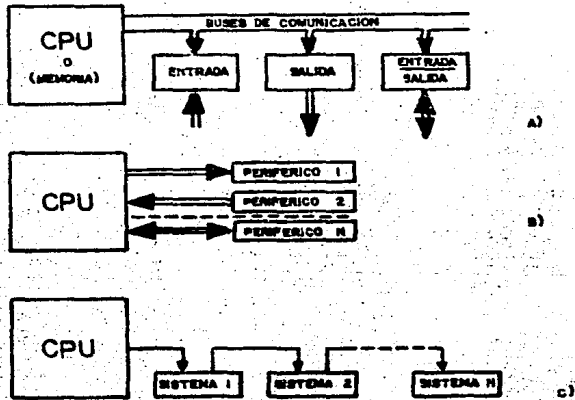 BUSES DE COMUNICACION
CPU
O
(MEMORIA)
ENTRADA
SALIDA
ENTRADA
SALIDA
A)
CPU
PERIFERICO 1
PERIFERICO 2
PERIFERICO N
B)
CPU
SISTEMA 1
SISTEMA 2
SISTEMA N
C)